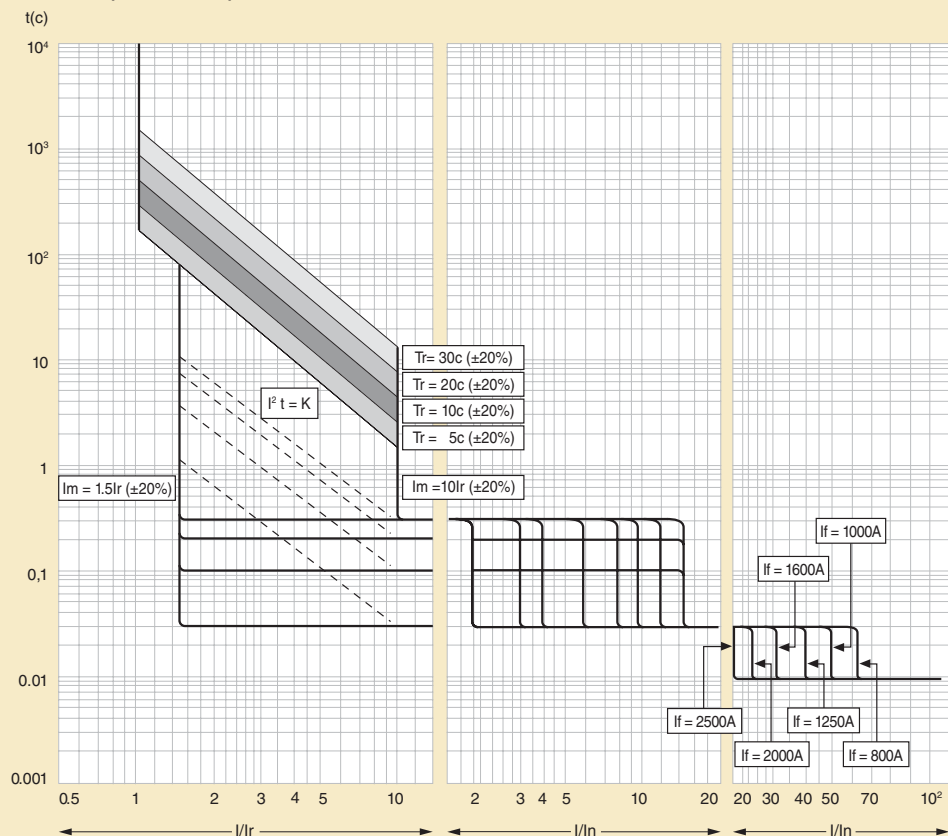 t(c)
10⁴
10³
10²
10
1
0,1
0.01
0.001
Tr= 30c (±20%)
Tr = 20c (±20%)
Tr = 10c (±20%)
Tr = 5c (±20%)
I² t = K
Im = 1.5Ir (±20%)
Im =10Ir (±20%)
If = 1000A
If = 1600A
If = 2500A
If = 1250A
If = 2000A
If = 800A
0.5 1 2 3 4 5 10 2 3 4 5 10 20 20 30 40 50 70 10²
I/Ir I/In I/In